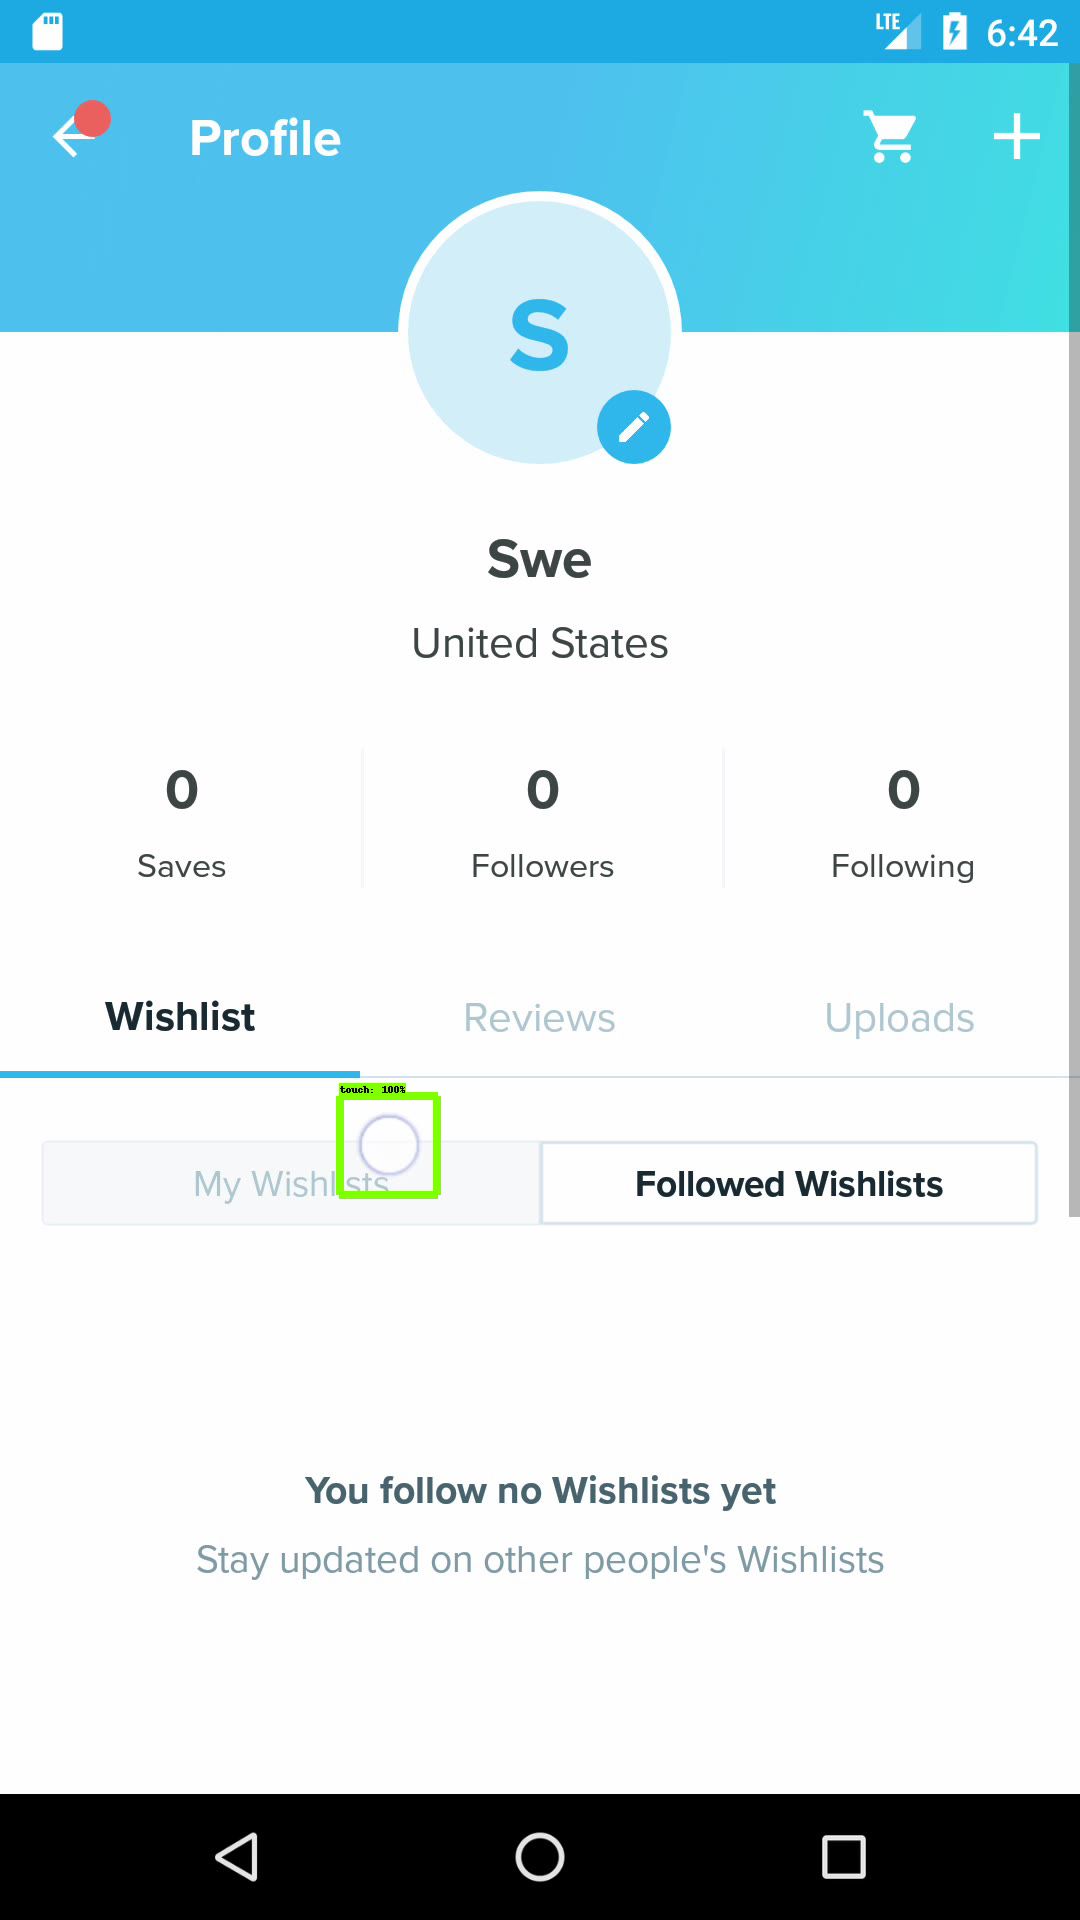 LTE 6:42
Profile
S
Swe
United States
0 0 0
Saves Followers Following
Wishlist Reviews Uploads
touch: 100%
My Wishlists Followed Wishlists
You follow no Wishlists yet
Stay updated on other people's Wishlists